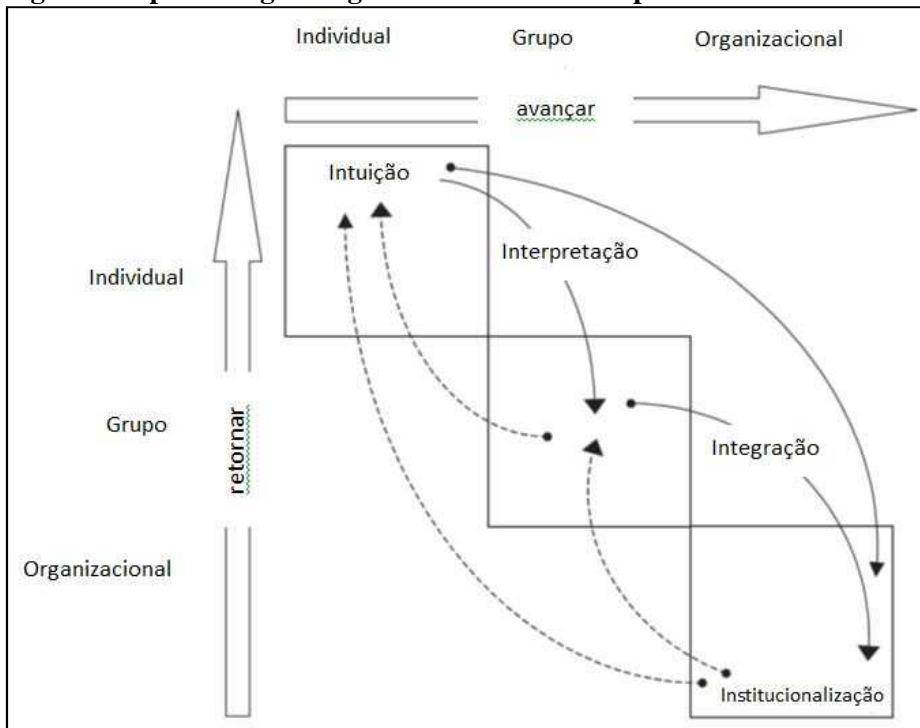 Individual Grupo Organizacional
avançar
Intuição
Interpretação
Individual
Grupo
retornar
Integração
Organizacional
Institucionalização